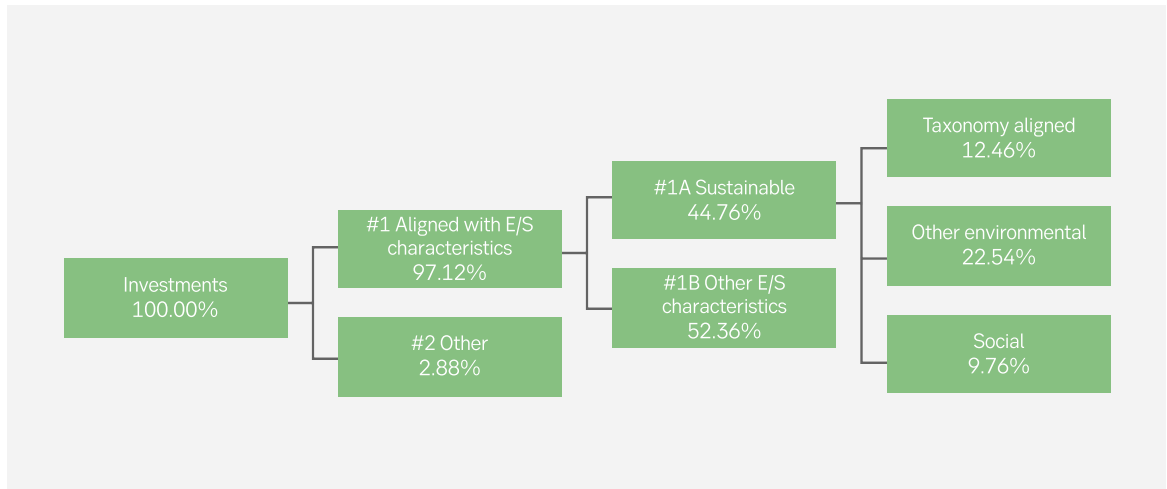 Investments
100.00%
#1 Aligned with E/S
characteristics
97.12%
#2 Other
2.88%
#1A Sustainable
44.76%
#1B Other E/S
characteristics
52.36%
Taxonomy aligned
12.46%
Other environmental
22.54%
Social
9.76%